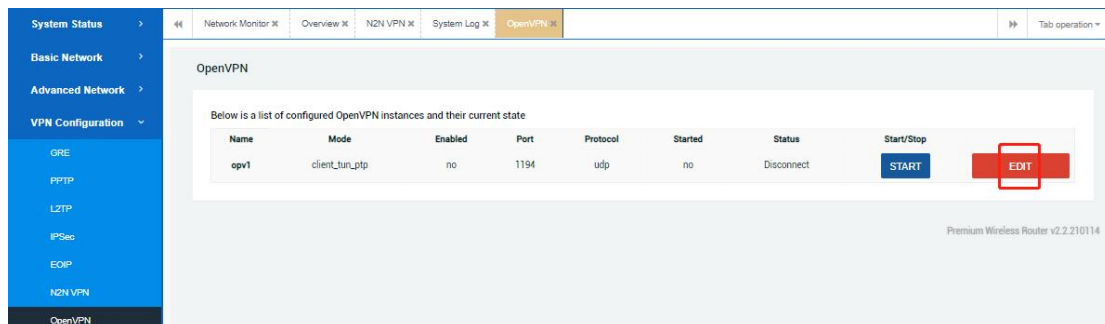 System Status
Network Monitor Overview N2N VPN System Log OpenVPN Tab operation
Basic Network
OpenVPN
Advanced Network
Below is a list of configured OpenVPN instances and their current state
VPN Configuration
Name Mode Enabled Port Protocol Started Status Start/Stop
GRE
opv1 client_tun_ptp no 1194 udp no Disconnect START EDIT
PPTP
L2TP
IPSec
Premium Wireless Router v2.2.210114
EOIP
N2N VPN
OpenVPN